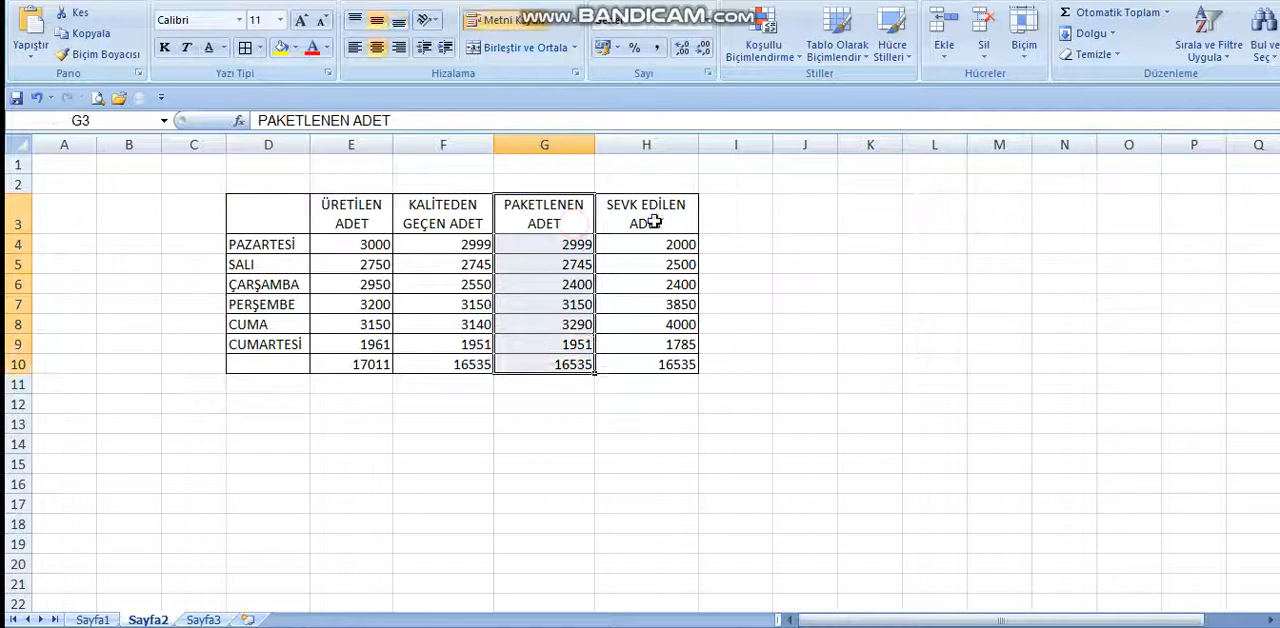 www.BANDICAM.com
Yapıştır
Kes
Kopyala
Biçim Boyacısı
Pano
Calibri 11
K T A
Yazı Tipi
Birleştir ve Ortala
Hizalama
Sayı
Koşullu Biçimlendirme
Tablo Olarak Biçimlendir
Hücre Stilleri
Stiller
Ekle
Sil
Biçim
Hücreler
Σ Otomatik Toplam
Dolgu
Temizle
Sırala ve Filtre Uygula
Bul ve Seç
Düzenleme
G3 fx PAKETLENEN ADET
A B C D E F G H I J K L M N O P Q
1
2
3 ÜRETİLEN ADET KALİTEDEN GEÇEN ADET PAKETLENEN ADET SEVK EDİLEN ADET
4 PAZARTESİ 3000 2999 2999 2000
5 SALI 2750 2745 2745 2500
6 ÇARŞAMBA 2950 2550 2400 2400
7 PERŞEMBE 3200 3150 3150 3850
8 CUMA 3150 3140 3290 4000
9 CUMARTESİ 1961 1951 1951 1785
10 17011 16535 16535 16535
11
12
13
14
15
16
17
18
19
20
21
22
Sayfa1 Sayfa2 Sayfa3